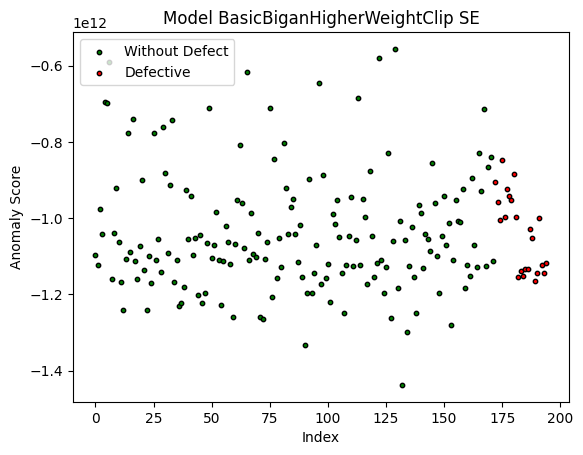 Model BasicBiganHigherWeightClip SE
1e12
Without Defect
Defective
Anomaly Score
−0.6
−0.8
−1.0
−1.2
−1.4
0 25 50 75 100 125 150 175 200
Index